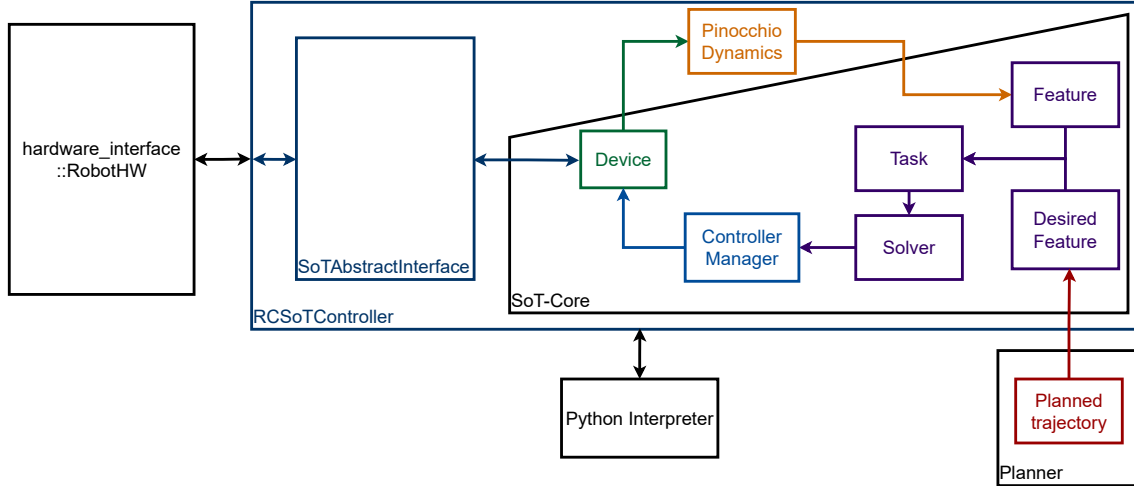 hardware_interface
::RobotHW
Pinocchio
Dynamics
Feature
Device
Task
Desired
Feature
Controller
Manager
Solver
SoTAbstractInterface
SoT-Core
RCSoTController
Python Interpreter
Planned
trajectory
Planner